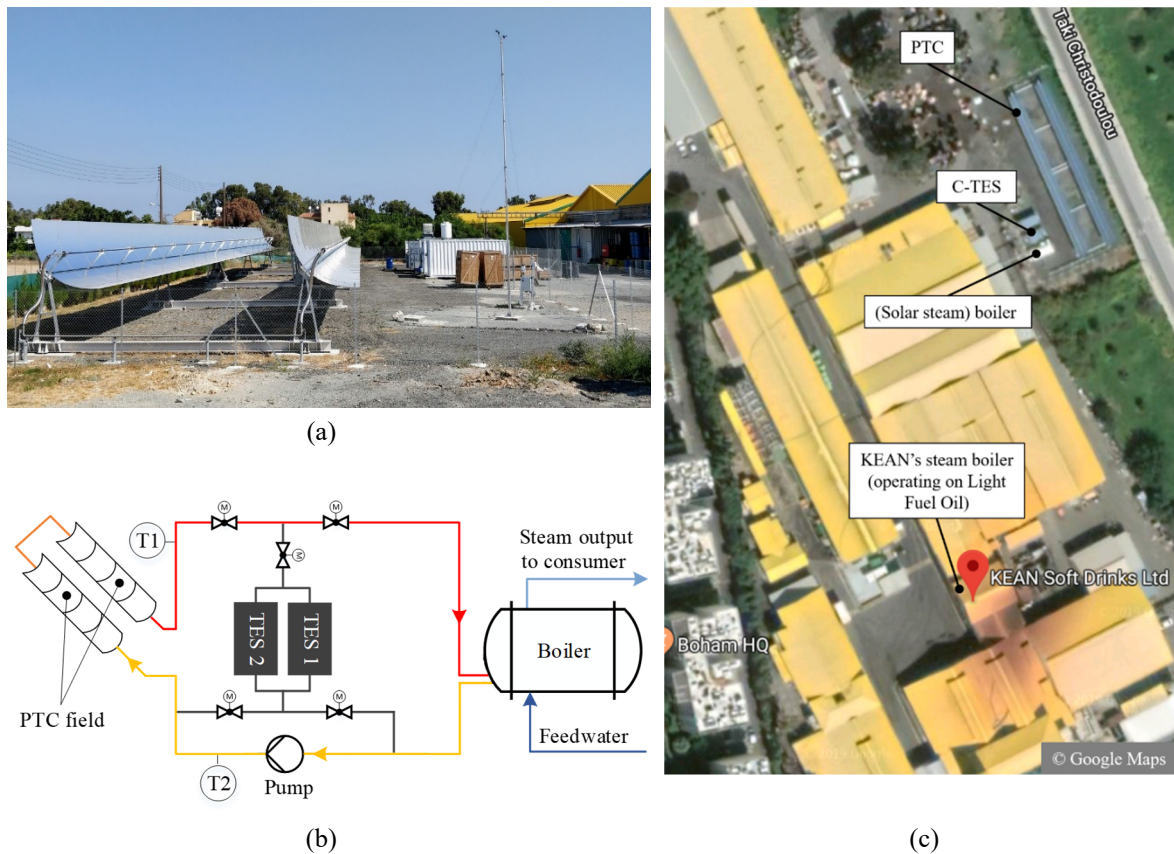 (a)
T1
M
M
M
TES 2
TES 1
Steam output
to consumer
Boiler
PTC field
M
M
Feedwater
T2
Pump
(b)
Taki Christodoulou
PTC
C-TES
(Solar steam) boiler
KEAN's steam boiler
(operating on Light
Fuel Oil)
KEAN Soft Drinks Ltd
Boham HQ
© Google Maps
(c)